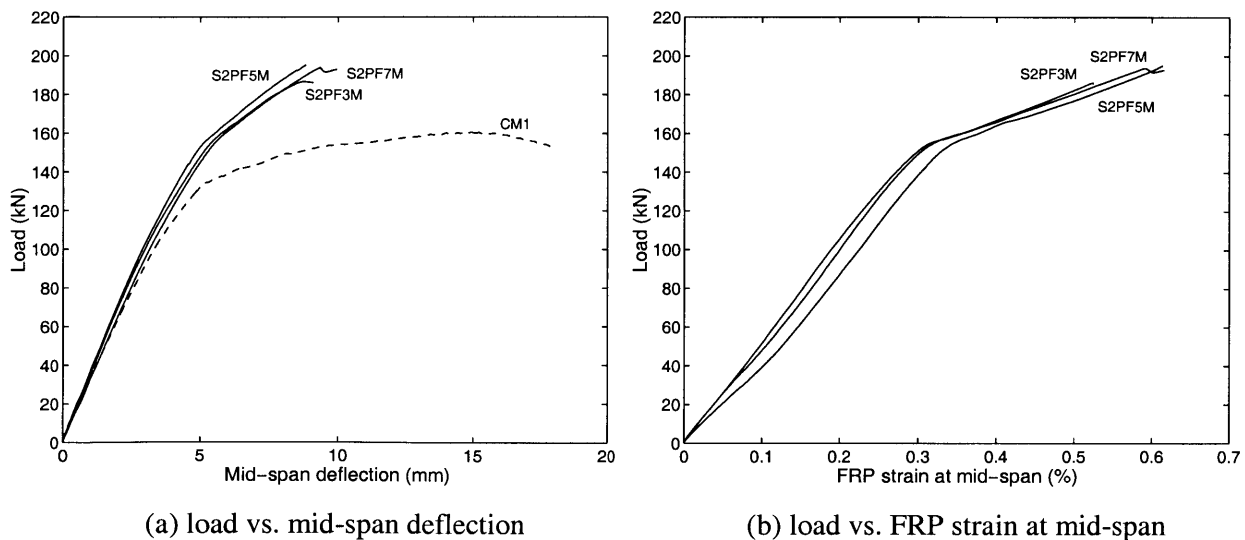 220
200
180
160
140
120
100
80
60
40
20
0
Load (kN)
S2PF5M
S2PF7M
S2PF3M
CM1
0 5 10 15 20
Mid-span deflection (mm)
(a) load vs. mid-span deflection
220
200
180
160
140
120
100
80
60
40
20
0
Load (kN)
S2PF7M
S2PF3M
S2PF5M
0 0.1 0.2 0.3 0.4 0.5 0.6 0.7
FRP strain at mid-span (%)
(b) load vs. FRP strain at mid-span